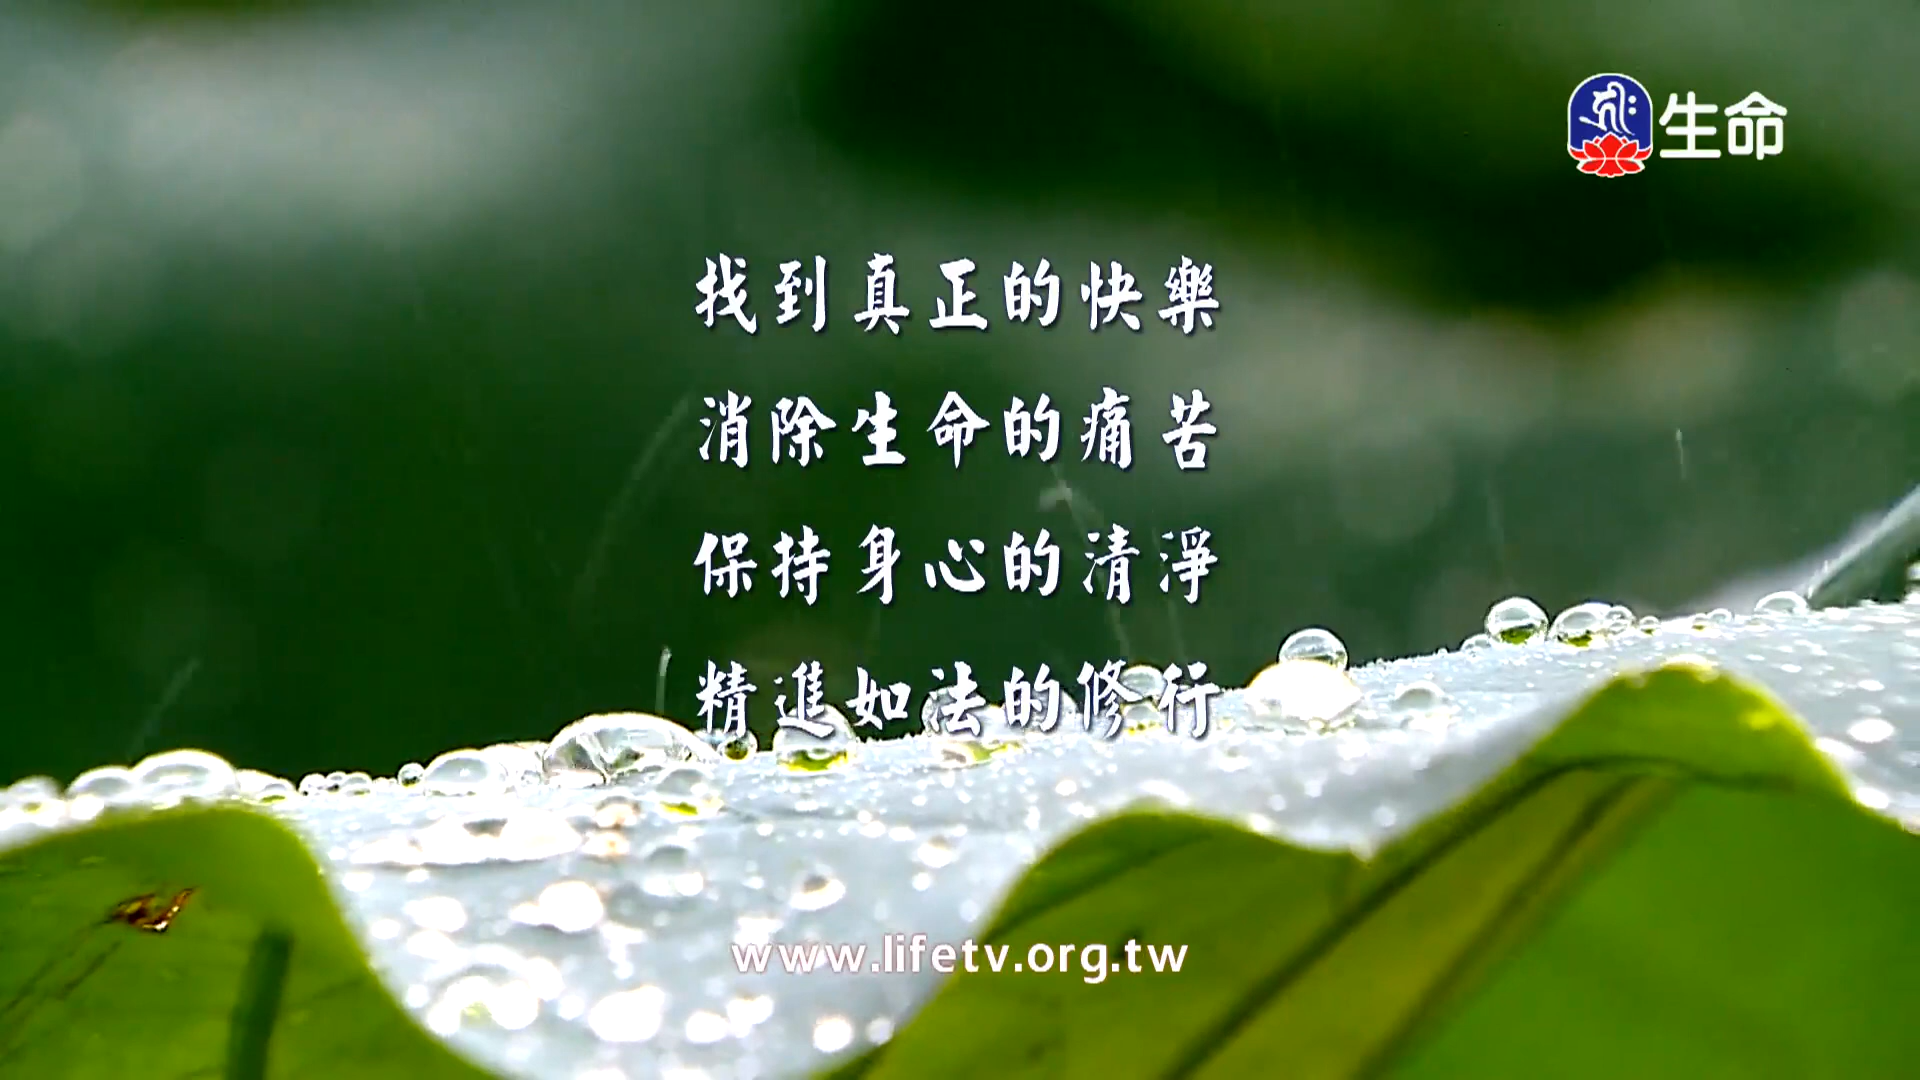 生命
找到真正的快樂
消除生命的痛苦
保持身心的清淨
精進如法的修行
www.lifetv.org.tw